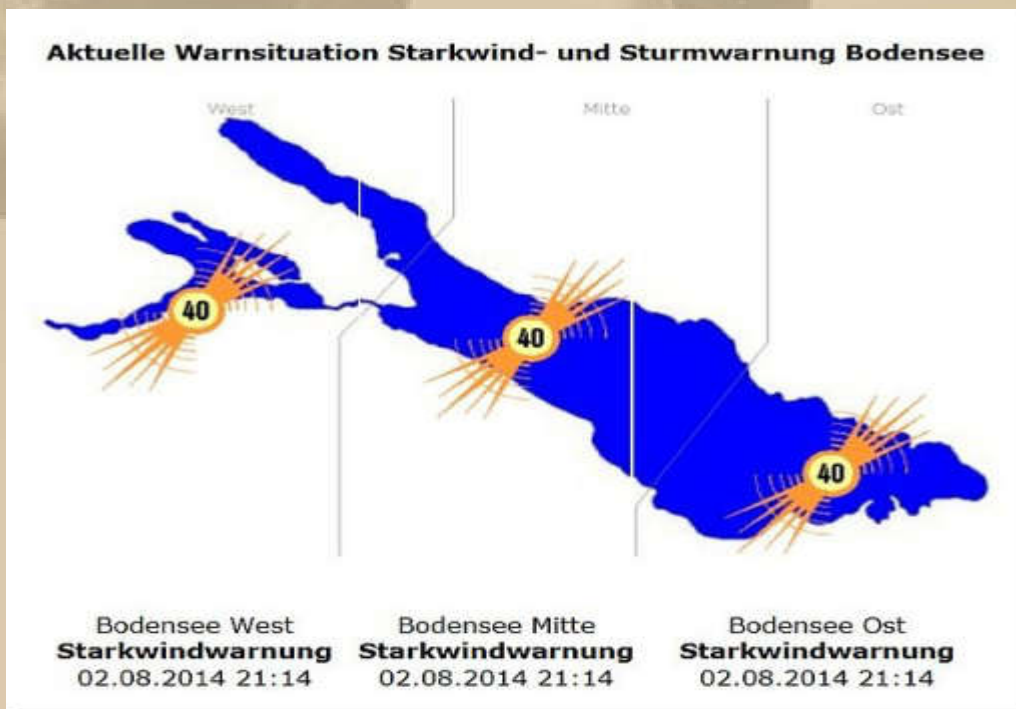 Aktuelle Warnsituation Starkwind- und Sturmwarnung Bodensee
West
Mitte
Ost
40
40
40
Bodensee West
Starkwindwarnung
02.08.2014 21:14
Bodensee Mitte
Starkwindwarnung
02.08.2014 21:14
Bodensee Ost
Starkwindwarnung
02.08.2014 21:14